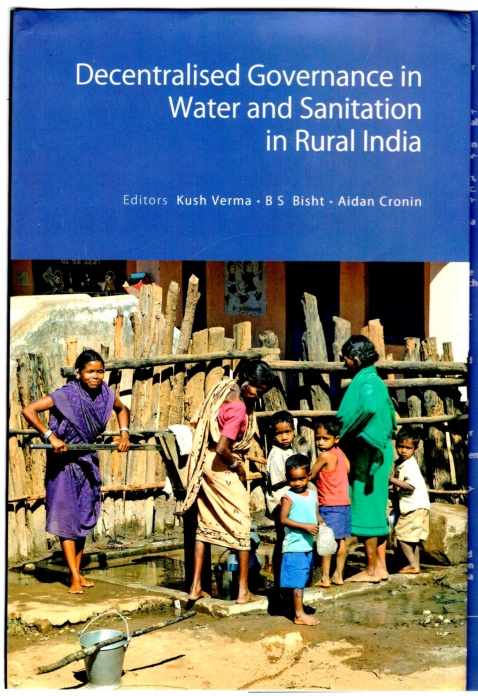 Decentralised Governance in
Water and Sanitation
in Rural India
Editors Kush Verma • B S Bisht • Aidan Cronin